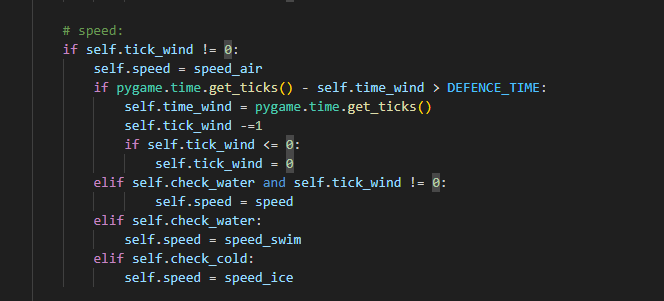 # speed:
if self.tick_wind != 0:
    self.speed = speed_air
    if pygame.time.get_ticks() - self.time_wind > DEFENCE_TIME:
        self.time_wind = pygame.time.get_ticks()
        self.tick_wind -=1
        if self.tick_wind <= 0:
            self.tick_wind = 0
    elif self.check_water and self.tick_wind != 0:
            self.speed = speed
    elif self.check_water:
        self.speed = speed_swim
    elif self.check_cold:
        self.speed = speed_ice